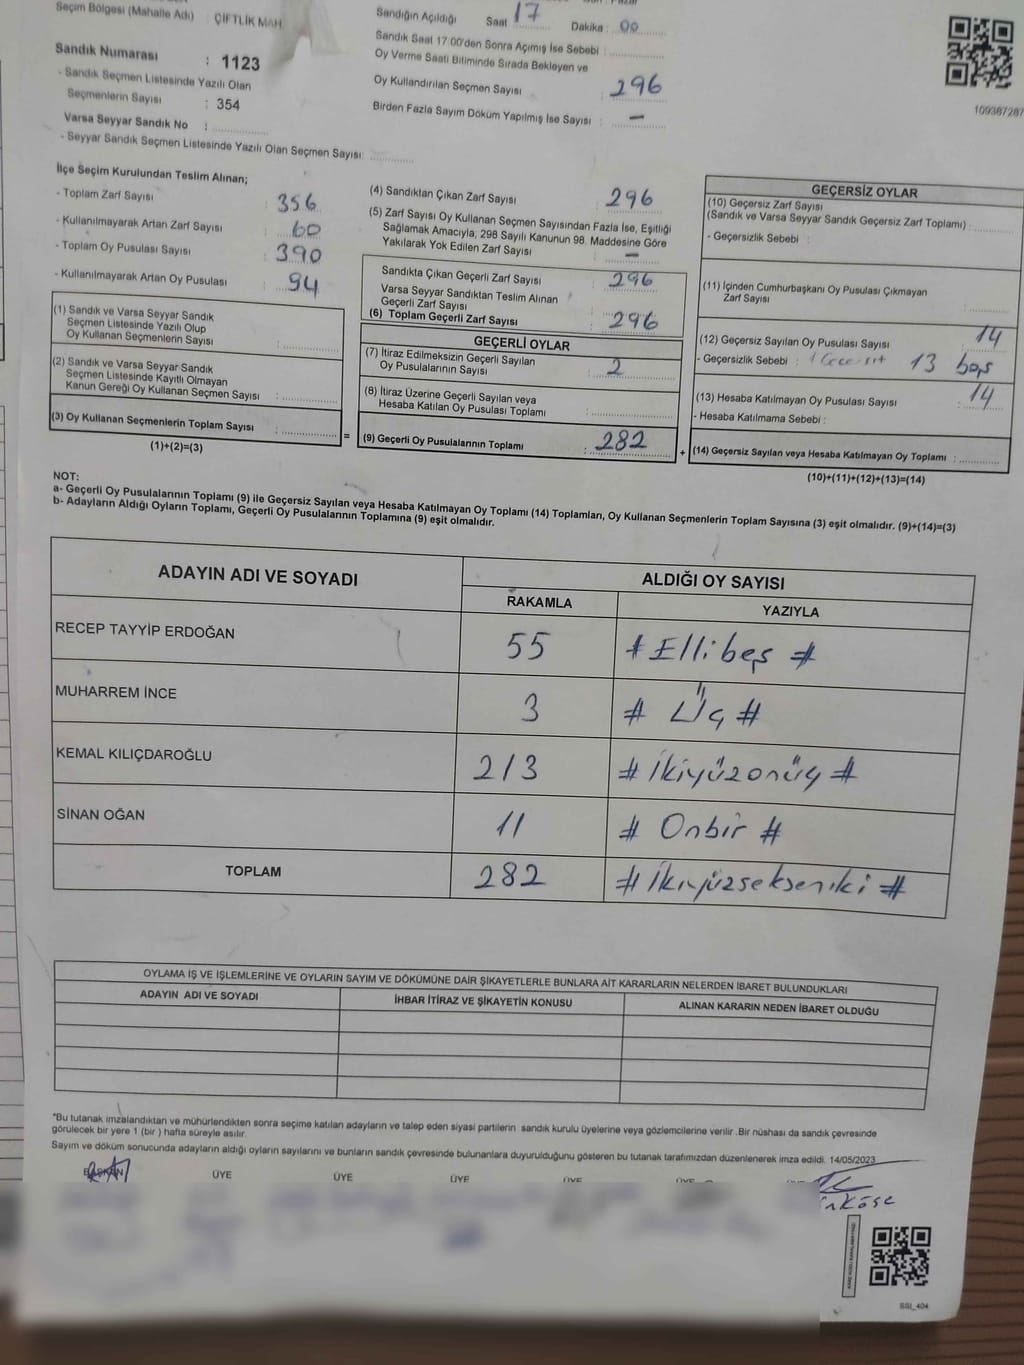 Seçim Bölgesi (Mahalle Adı) : ÇİFTLİK MAH.
Sandık Numarası : 1123
- Sandık Seçmen Listesinde Yazılı Olan
Seçmenlerin Sayısı : 354
Varsa Seyyar Sandık No :
- Seyyar Sandık Seçmen Listesinde Yazılı Olan Seçmen Sayısı:
Sandığın Açıldığı Saat 17 Dakika : 00
Sandık Saat 17:00'den Sonra Açımış İse Sebebi :
Oy Verme Saati Bitiminde Sırada Bekleyen ve
Oy Kullandırılan Seçmen Sayısı : 296
Birden Fazla Sayım Döküm Yapılmış İse Sayısı : -
109387287
İlçe Seçim Kurulundan Teslim Alınan;
- Toplam Zarf Sayısı : 356
- Kullanılmayarak Artan Zarf Sayısı : 60
- Toplam Oy Pusulası Sayısı : 390
- Kullanılmayarak Artan Oy Pusulası : 94
(1) Sandık ve Varsa Seyyar Sandık
Seçmen Listesinde Yazılı Olup
Oy Kullanan Seçmenlerin Sayısı :
(2) Sandık ve Varsa Seyyar Sandık
Seçmen Listesinde Kayıtlı Olmayan
Kanun Gereği Oy Kullanan Seçmen Sayısı :
(3) Oy Kullanan Seçmenlerin Toplam Sayısı :
(1)+(2)=(3)
=
(4) Sandıktan Çıkan Zarf Sayısı : 296
(5) Zarf Sayısı Oy Kullanan Seçmen Sayısından Fazla İse, Eşitliği
Sağlamak Amacıyla, 298 Sayılı Kanunun 98. Maddesine Göre
Yakılarak Yok Edilen Zarf Sayısı : -
Sandıkta Çıkan Geçerli Zarf Sayısı : 296
Varsa Seyyar Sandıktan Teslim Alınan
Geçerli Zarf Sayısı :
(6) Toplam Geçerli Zarf Sayısı : 296
GEÇERLİ OYLAR
(7) İtiraz Edilmeksizin Geçerli Sayılan
Oy Pusulalarının Sayısı : 2
(8) İtiraz Üzerine Geçerli Sayılan veya
Hesaba Katılan Oy Pusulası Toplamı :
(9) Geçerli Oy Pusulalarının Toplamı : 282
+
GEÇERSİZ OYLAR
(10) Geçersiz Zarf Sayısı
(Sandık ve Varsa Seyyar Sandık Geçersiz Zarf Toplamı) :
- Geçersizlik Sebebi :
(11) İçinden Cumhurbaşkanı Oy Pusulası Çıkmayan
Zarf Sayısı :
(12) Geçersiz Sayılan Oy Pusulası Sayısı : 14
- Geçersizlik Sebebi : 1 Geçersit 13 boş
(13) Hesaba Katılmayan Oy Pusulası Sayısı : 14
- Hesaba Katılmama Sebebi :
(14) Geçersiz Sayılan veya Hesaba Katılmayan Oy Toplamı :
(10)+(11)+(12)+(13)=(14)
NOT:
a- Geçerli Oy Pusulalarının Toplamı (9) ile Geçersiz Sayılan veya Hesaba Katılmayan Oy Toplamı (14) Toplamları, Oy Kullanan Seçmenlerin Toplam Sayısına (3) eşit olmalıdır. (9)+(14)=(3)
b- Adayların Aldığı Oyların Toplamı, Geçerli Oy Pusulalarının Toplamına (9) eşit olmalıdır.
ADAYIN ADI VE SOYADI
ALDIĞI OY SAYISI
RAKAMLA YAZIYLA
RECEP TAYYİP ERDOĞAN 55 # Ellibeş #
MUHARREM İNCE 3 # Üç #
KEMAL KILIÇDAROĞLU 213 # İkiyüzonüç #
SİNAN OĞAN 11 # Onbir #
TOPLAM 282 # İkiyüzsekseniki #
OYLAMA İŞ VE İŞLEMLERİNE VE OYLARIN SAYIM VE DÖKÜMÜNE DAİR ŞİKAYETLERLE BUNLARA AİT KARARLARIN NELERDEN İBARET BULUNDUKLARI
ADAYIN ADI VE SOYADI
İHBAR İTİRAZ VE ŞİKAYETİN KONUSU
ALINAN KARARIN NEDEN İBARET OLDUĞU
*Bu tutanak imzalandıktan ve mühürlendikten sonra seçime katılan adayların ve talep eden siyasi partilerin sandık kurulu üyelerine veya gözlemcilerine verilir .Bir nüshası da sandık çevresinde
görülecek bir yere 1 (bir ) hafta süreyle asılır.
Sayım ve döküm sonucunda adayların aldığı oyların sayılarını ve bunların sandık çevresinde bulunanlara duyurulduğunu gösteren bu tutanak tarafımızdan düzenlenerek imza edildi. 14/05/2023
BAŞKAN ÜYE ÜYE ÜYE ÜYE ÜYE
SSI_404